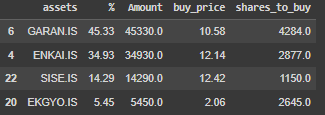 assets % Amount buy_price shares_to_buy
6 GARAN.IS 45.33 45330.0 10.58 4284.0
4 ENKAI.IS 34.93 34930.0 12.14 2877.0
22 SISE.IS 14.29 14290.0 12.42 1150.0
20 EKGYO.IS 5.45 5450.0 2.06 2645.0